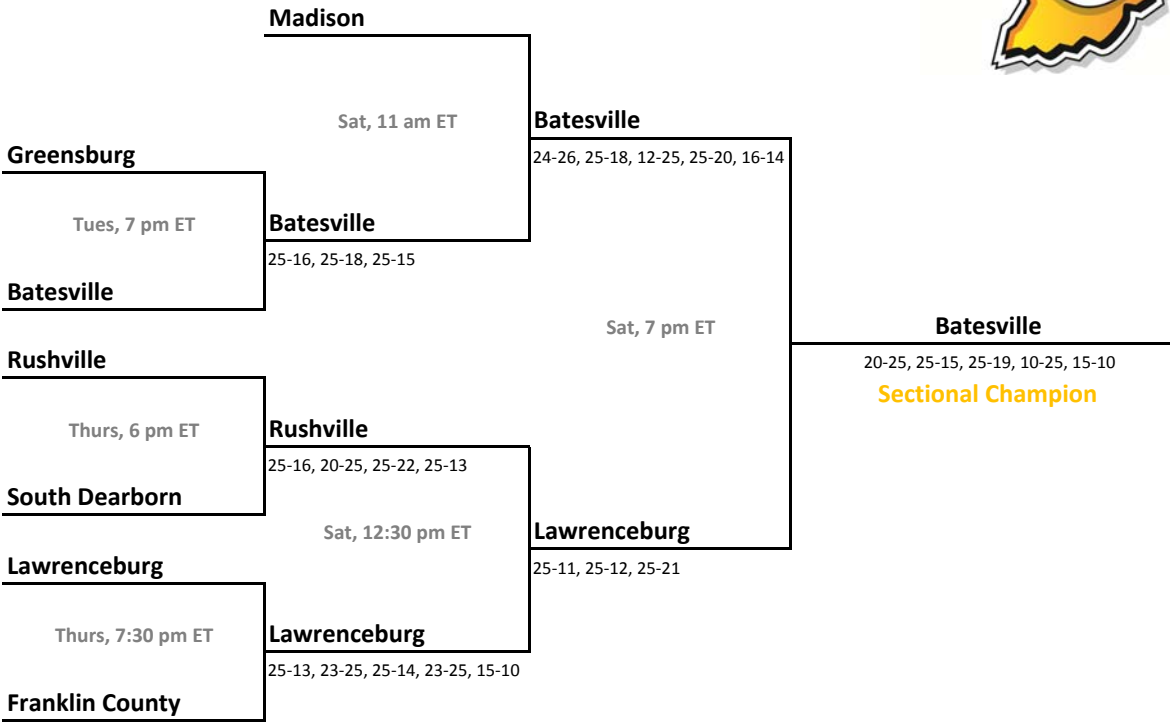 Madison
Sat, 11 am ET
Batesville
24-26, 25-18, 12-25, 25-20, 16-14
Greensburg
Tues, 7 pm ET
Batesville
25-16, 25-18, 25-15
Batesville
Sat, 7 pm ET
Batesville
20-25, 25-15, 25-19, 10-25, 15-10
Sectional Champion
Rushville
Thurs, 6 pm ET
Rushville
25-16, 20-25, 25-22, 25-13
South Dearborn
Sat, 12:30 pm ET
Lawrenceburg
25-11, 25-12, 25-21
Lawrenceburg
Thurs, 7:30 pm ET
Lawrenceburg
25-13, 23-25, 25-14, 23-25, 15-10
Franklin County